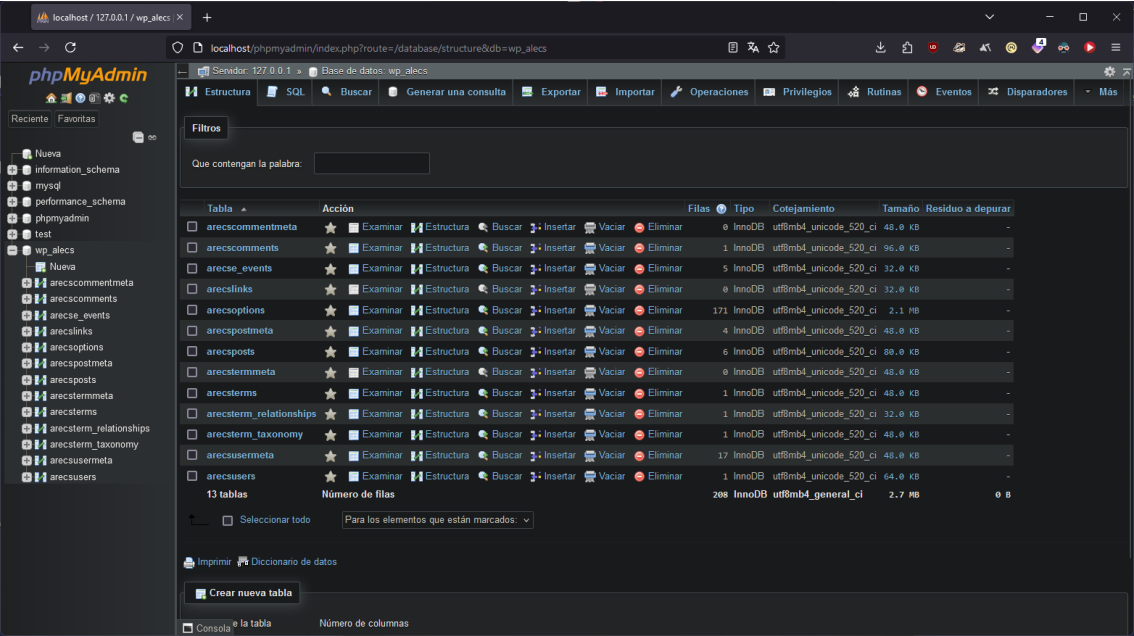 localhost / 127.0.0.1 / wp_alecs
localhost/phpmyadmin/index.php?route=/database/structure&db=wp_alecs
4
phpMyAdmin
Reciente Favoritas
Nueva
information_schema
mysql
performance_schema
phpmyadmin
test
wp_alecs
Nueva
arecscommentmeta
arecscomments
arecse_events
arecslinks
arecsoptions
arecspostmeta
arecsposts
arecstermmeta
arecsterms
arecsterm_relationships
arecsterm_taxonomy
arecsusermeta
arecsusers
Servidor: 127.0.0.1 » Base de datos: wp_alecs
Estructura SQL Buscar Generar una consulta Exportar Importar Operaciones Privilegios Rutinas Eventos Disparadores Más
Filtros
Que contengan la palabra:
Tabla Acción Filas Tipo Cotejamiento Tamaño Residuo a depurar
arecscommentmeta Examinar Estructura Buscar Insertar Vaciar Eliminar 0 InnoDB utf8mb4_unicode_520_ci 48.0 KB -
arecscomments Examinar Estructura Buscar Insertar Vaciar Eliminar 1 InnoDB utf8mb4_unicode_520_ci 96.0 KB -
arecse_events Examinar Estructura Buscar Insertar Vaciar Eliminar 5 InnoDB utf8mb4_unicode_520_ci 32.0 KB -
arecslinks Examinar Estructura Buscar Insertar Vaciar Eliminar 0 InnoDB utf8mb4_unicode_520_ci 32.0 KB -
arecsoptions Examinar Estructura Buscar Insertar Vaciar Eliminar 171 InnoDB utf8mb4_unicode_520_ci 2.1 MB -
arecspostmeta Examinar Estructura Buscar Insertar Vaciar Eliminar 4 InnoDB utf8mb4_unicode_520_ci 48.0 KB -
arecsposts Examinar Estructura Buscar Insertar Vaciar Eliminar 6 InnoDB utf8mb4_unicode_520_ci 80.0 KB -
arecstermmeta Examinar Estructura Buscar Insertar Vaciar Eliminar 0 InnoDB utf8mb4_unicode_520_ci 48.0 KB -
arecsterms Examinar Estructura Buscar Insertar Vaciar Eliminar 1 InnoDB utf8mb4_unicode_520_ci 48.0 KB -
arecsterm_relationships Examinar Estructura Buscar Insertar Vaciar Eliminar 1 InnoDB utf8mb4_unicode_520_ci 32.0 KB -
arecsterm_taxonomy Examinar Estructura Buscar Insertar Vaciar Eliminar 1 InnoDB utf8mb4_unicode_520_ci 48.0 KB -
arecsusermeta Examinar Estructura Buscar Insertar Vaciar Eliminar 17 InnoDB utf8mb4_unicode_520_ci 48.0 KB -
arecsusers Examinar Estructura Buscar Insertar Vaciar Eliminar 1 InnoDB utf8mb4_unicode_520_ci 64.0 KB -
13 tablas Número de filas 208 InnoDB utf8mb4_general_ci 2.7 MB 0 B
Seleccionar todo Para los elementos que están marcados:
Imprimir Diccionario de datos
Crear nueva tabla
e la tabla Número de columnas
Consola